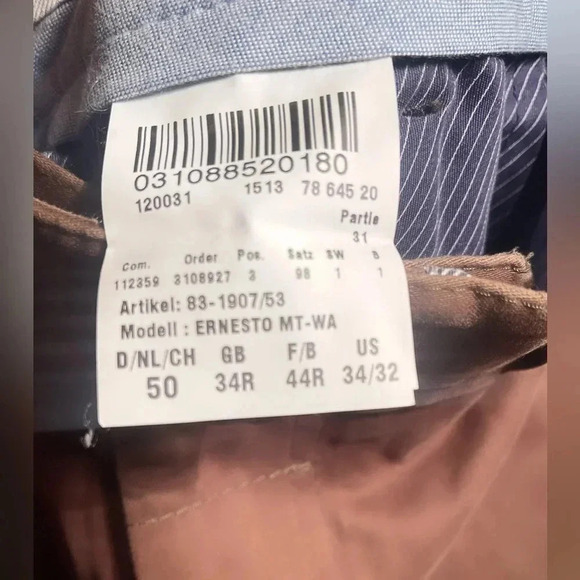 031088520180
120031 1513 78 645 20
Partie
31
Com. Order Pos. Satz SW B
112359 3108927 3 98 1 1
Artikel: 83-1907/53
Modell : ERNESTO MT-WA
D/NL/CH GB F/B US
50 34R 44R 34/32